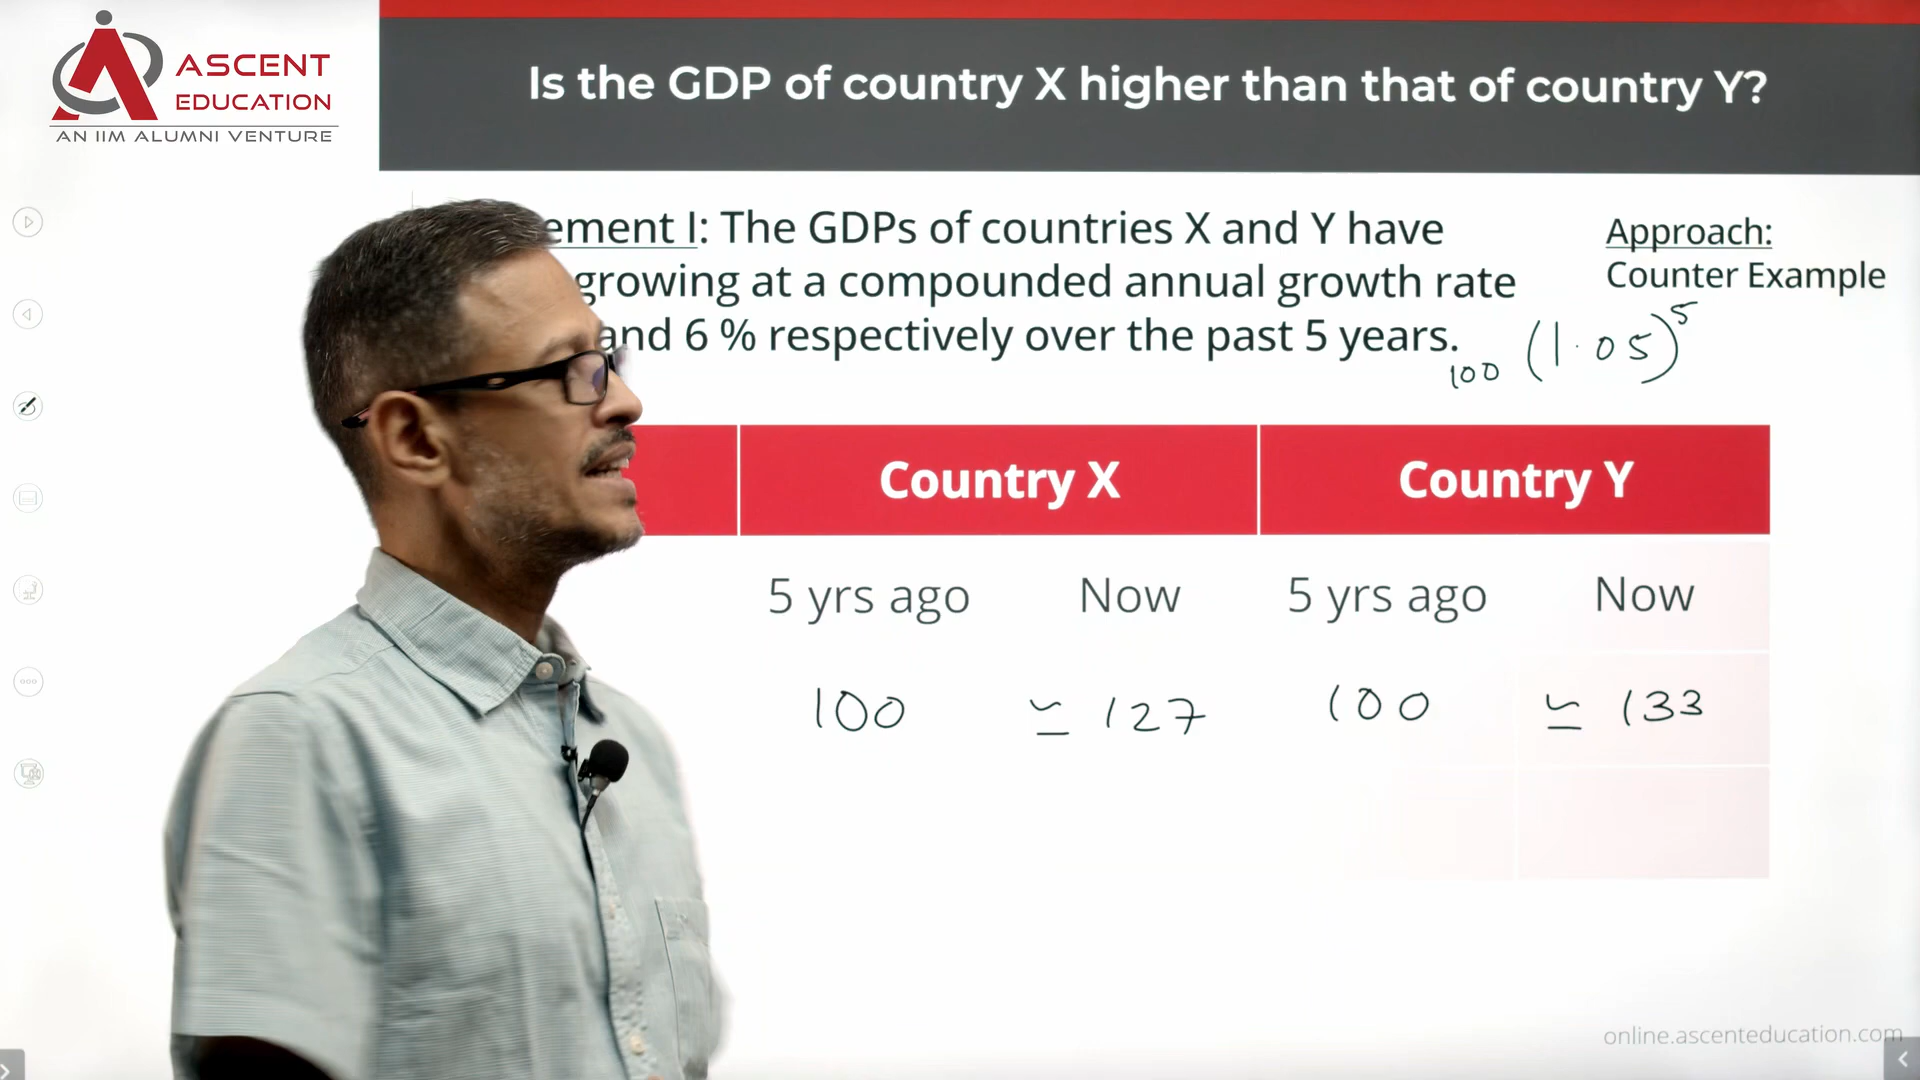 ASCENT
EDUCATION
AN IIM ALUMNI VENTURE
Is the GDP of country X higher than that of country Y?
ement I: The GDPs of countries X and Y have
growing at a compounded annual growth rate
and 6 % respectively over the past 5 years.
Approach:
Counter Example
100 (1.05)^5
Country X Country Y
5 yrs ago Now 5 yrs ago Now
100 ≃ 127 100 ≃ 133
online.ascenteducation.com